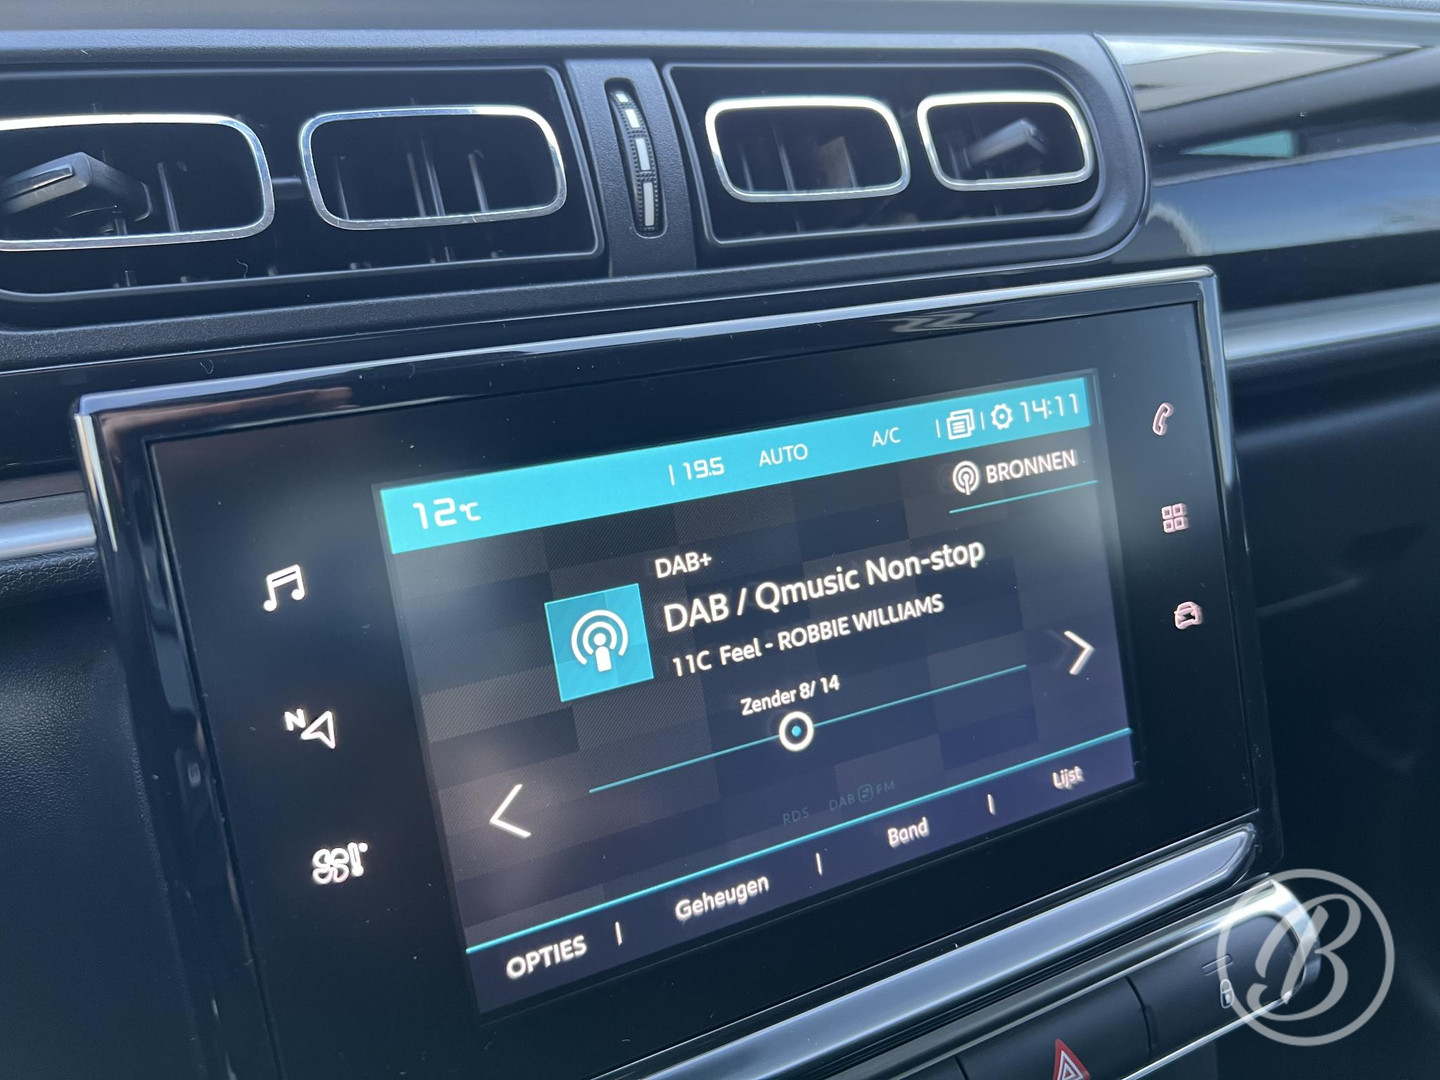 12°C | 19.5 AUTO A/C | | 14:11
BRONNEN
DAB+
DAB / Qmusic Non-stop
11C Feel - ROBBIE WILLIAMS
Zender 8/ 14
RDS DAB FM
OPTIES | Geheugen | Band | Lijst
N
B